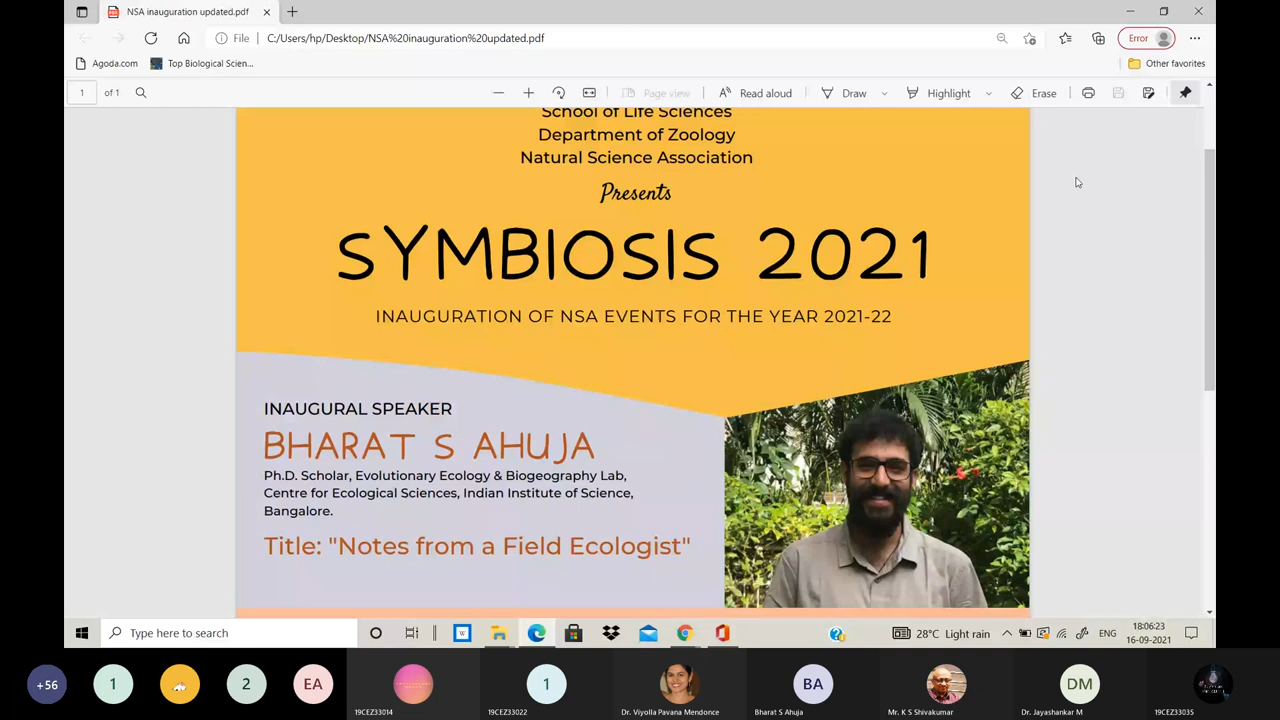 NSA inauguration updated.pdf
File
C:/Users/hp/Desktop/NSA%20inauguration%20updated.pdf
Error
Agoda.com
Top Biological Scien...
Other favorites
1 of 1
Page view
Read aloud
Draw
Highlight
Erase
School of Life Sciences
Department of Zoology
Natural Science Association
Presents
SYMBIOSIS 2021
INAUGURATION OF NSA EVENTS FOR THE YEAR 2021-22
INAUGURAL SPEAKER
BHARAT S AHUJA
Ph.D. Scholar, Evolutionary Ecology & Biogeography Lab,
Centre for Ecological Sciences, Indian Institute of Science,
Bangalore.
Title: "Notes from a Field Ecologist"
Type here to search
28°C Light rain
ENG
18:06:23
16-09-2021
+56
1
2
EA
1
BA
DM
19CEZ33014
19CEZ33022
Dr. Viyolla Pavana Mendonce
Bharat S Ahuja
Mr. K S Shivakumar
Dr. Jayashankar M
19CEZ33035